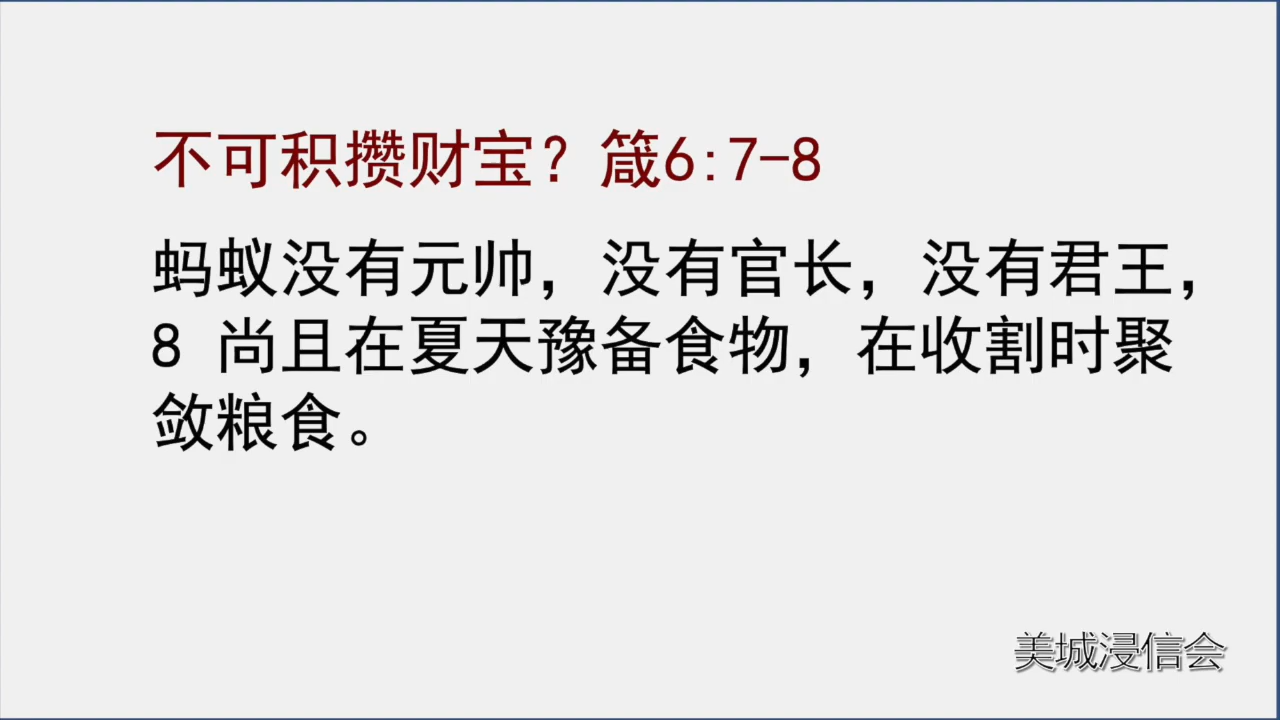 不可积攒财宝？箴6:7-8
蚂蚁没有元帅，没有官长，没有君王，
8 尚且在夏天豫备食物，在收割时聚
敛粮食。
美城浸信会